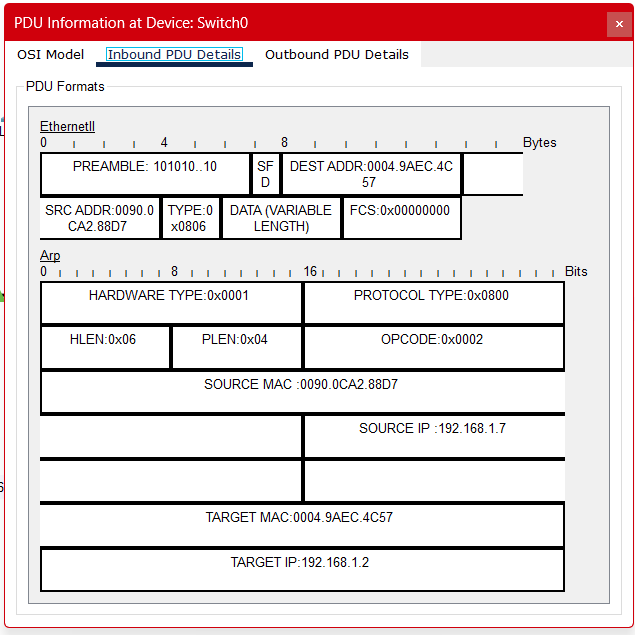 PDU Information at Device: Switch0
OSI Model Inbound PDU Details Outbound PDU Details
PDU Formats
EthernetII
0 4 8 Bytes
PREAMBLE: 101010..10 SF DEST ADDR:0004.9AEC.4C
D 57
SRC ADDR:0090.0 TYPE:0 DATA (VARIABLE FCS:0x00000000
CA2.88D7 x0806 LENGTH)
Arp
0 8 16 Bits
HARDWARE TYPE:0x0001 PROTOCOL TYPE:0x0800
HLEN:0x06 PLEN:0x04 OPCODE:0x0002
SOURCE MAC :0090.0CA2.88D7
SOURCE IP :192.168.1.7
TARGET MAC:0004.9AEC.4C57
TARGET IP:192.168.1.2